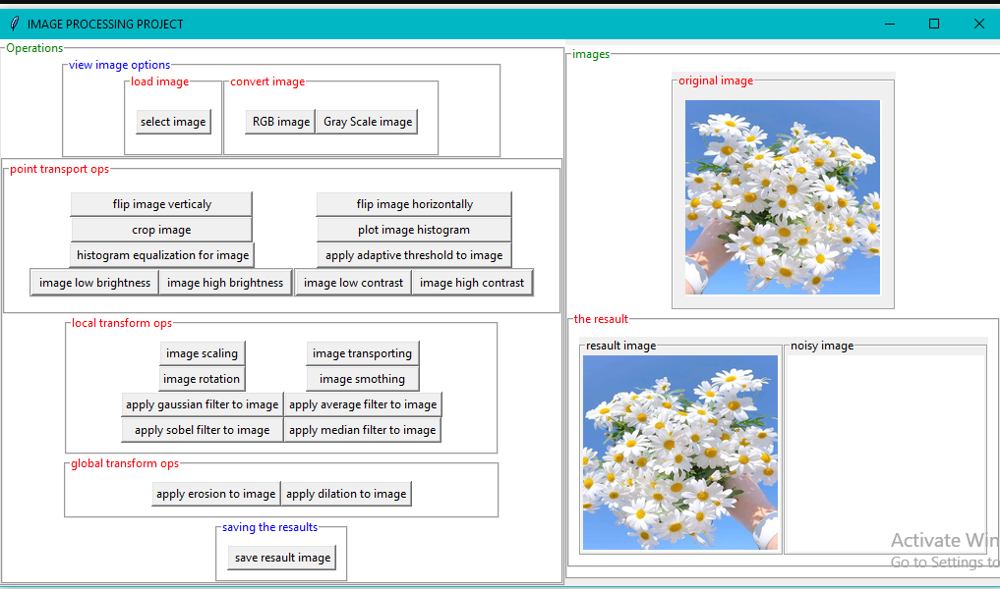 IMAGE PROCESSING PROJECT
Operations
view image options
load image
convert image
select image
RGB image
Gray Scale image
point transport ops
flip image verticaly
flip image horizontally
crop image
plot image histogram
histogram equalization for image
apply adaptive threshold to image
image low brightness
image high brightness
image low contrast
image high contrast
local transform ops
image scaling
image transporting
image rotation
image smothing
apply gaussian filter to image
apply average filter to image
apply sobel filter to image
apply median filter to image
global transform ops
apply erosion to image
apply dilation to image
saving the resaults
save resault image
images
original image
the resault
resault image
noisy image
Activate Win
Go to Settings to